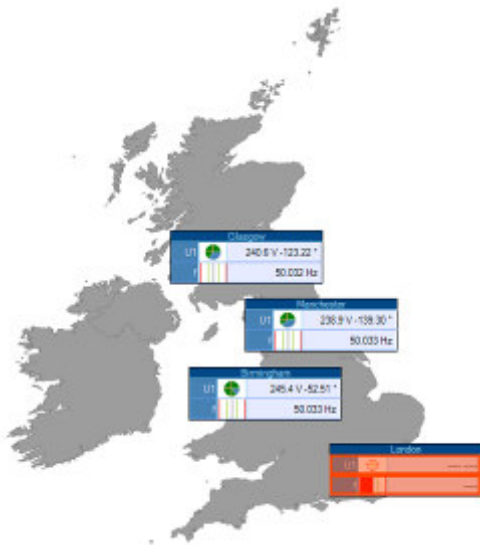 Glasgow
U1 240.6 V -123.22 °
f 50.032 Hz
Manchester
U1 238.9 V -139.30 °
f 50.033 Hz
Birmingham
U1 245.4 V -52.51 °
f 50.033 Hz
London
U1
f